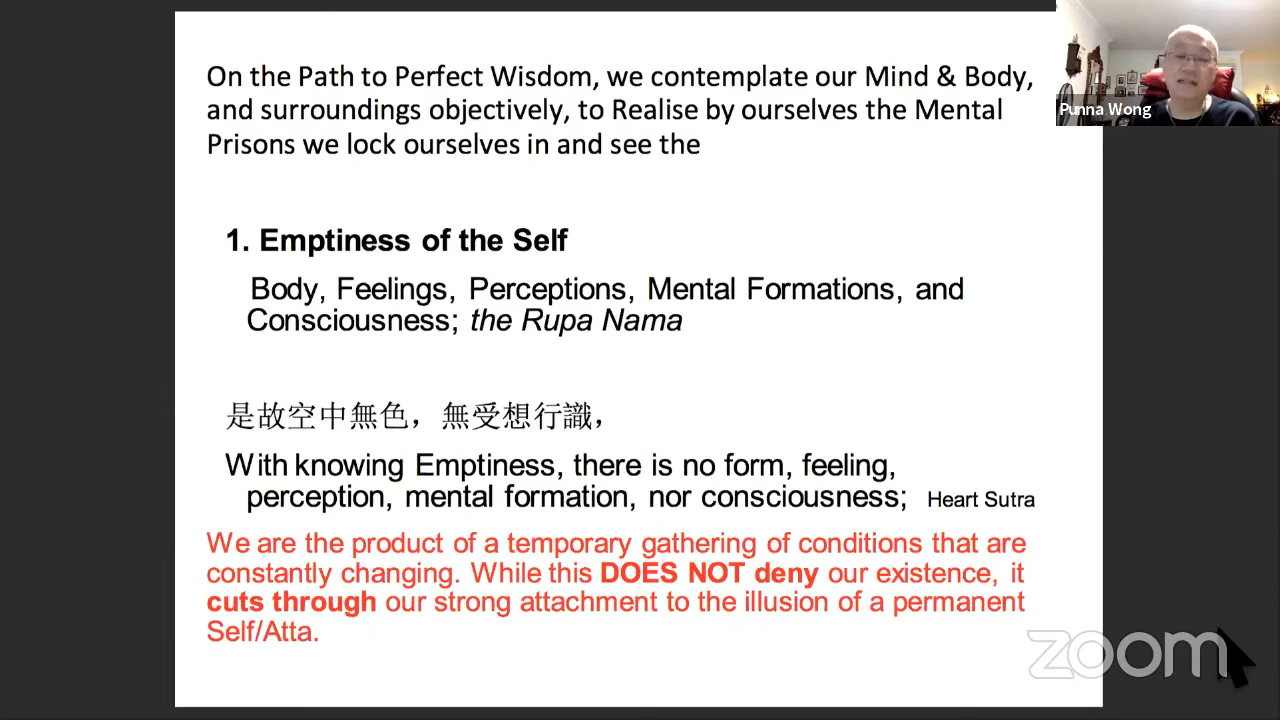 On the Path to Perfect Wisdom, we contemplate our Mind & Body,
and surroundings objectively, to Realise by ourselves the Mental
Prisons we lock ourselves in and see the
Punna Wong
1. Emptiness of the Self
Body, Feelings, Perceptions, Mental Formations, and
Consciousness; the Rupa Nama
是故空中無色，無受想行識，
With knowing Emptiness, there is no form, feeling,
perception, mental formation, nor consciousness; Heart Sutra
We are the product of a temporary gathering of conditions that are
constantly changing. While this DOES NOT deny our existence, it
cuts through our strong attachment to the illusion of a permanent
Self/Atta.
zoom